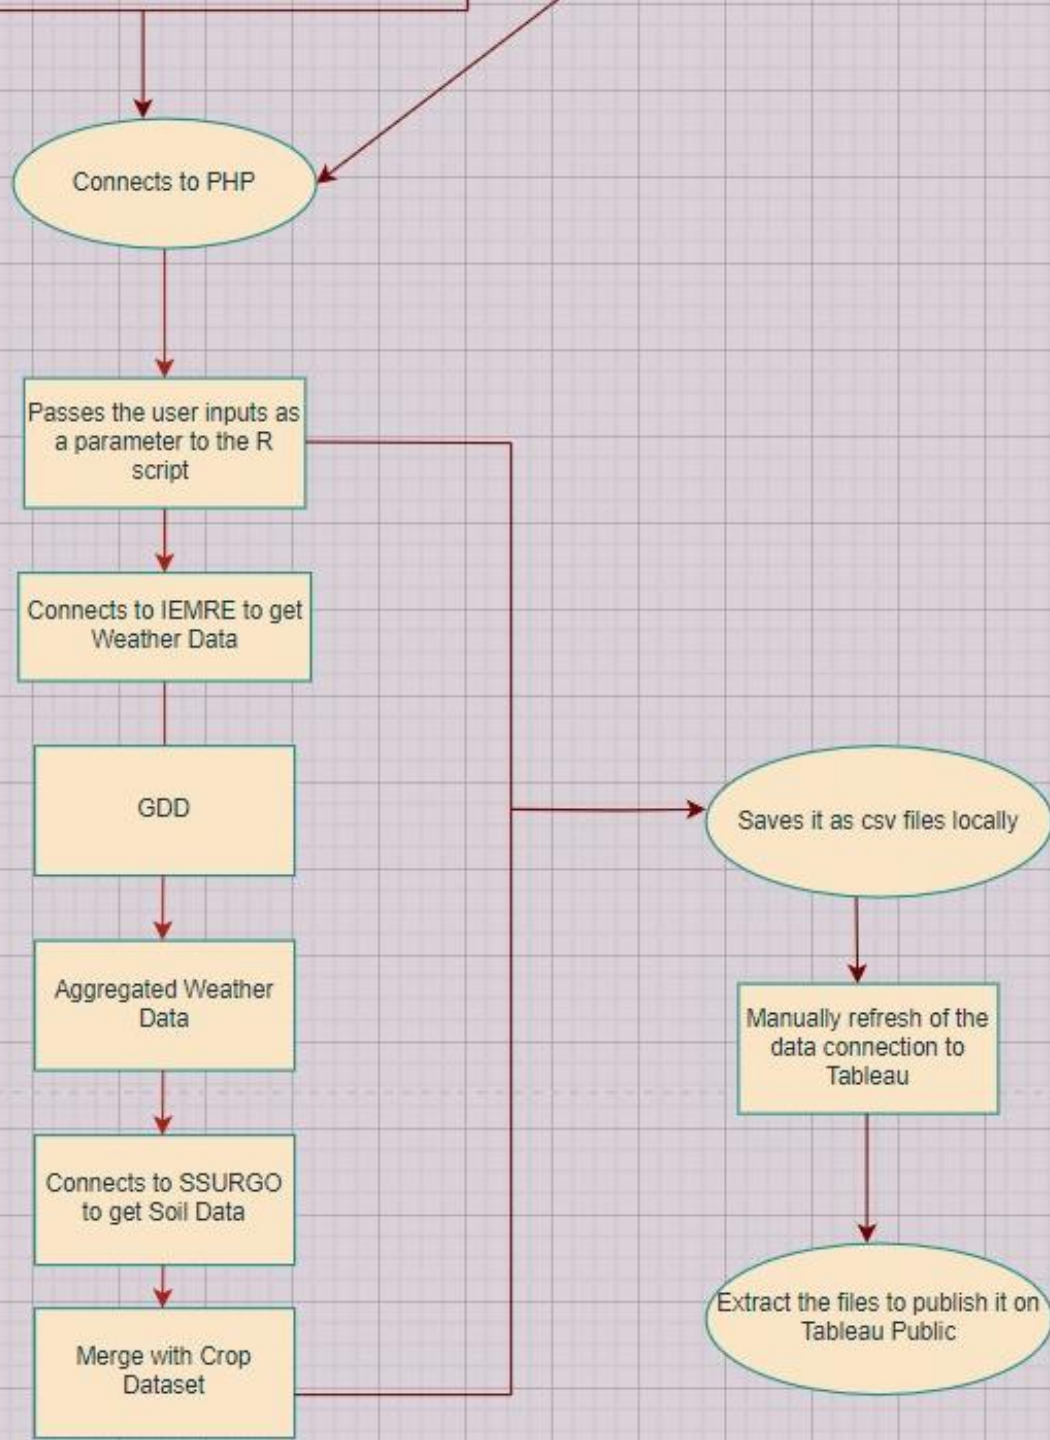 Connects to PHP
Passes the user inputs as
a parameter to the R
script
Connects to IEMRE to get
Weather Data
GDD
Aggregated Weather
Data
Connects to SSURGO
to get Soil Data
Merge with Crop
Dataset
Saves it as csv files locally
Manually refresh of the
data connection to
Tableau
Extract the files to publish it on
Tableau Public